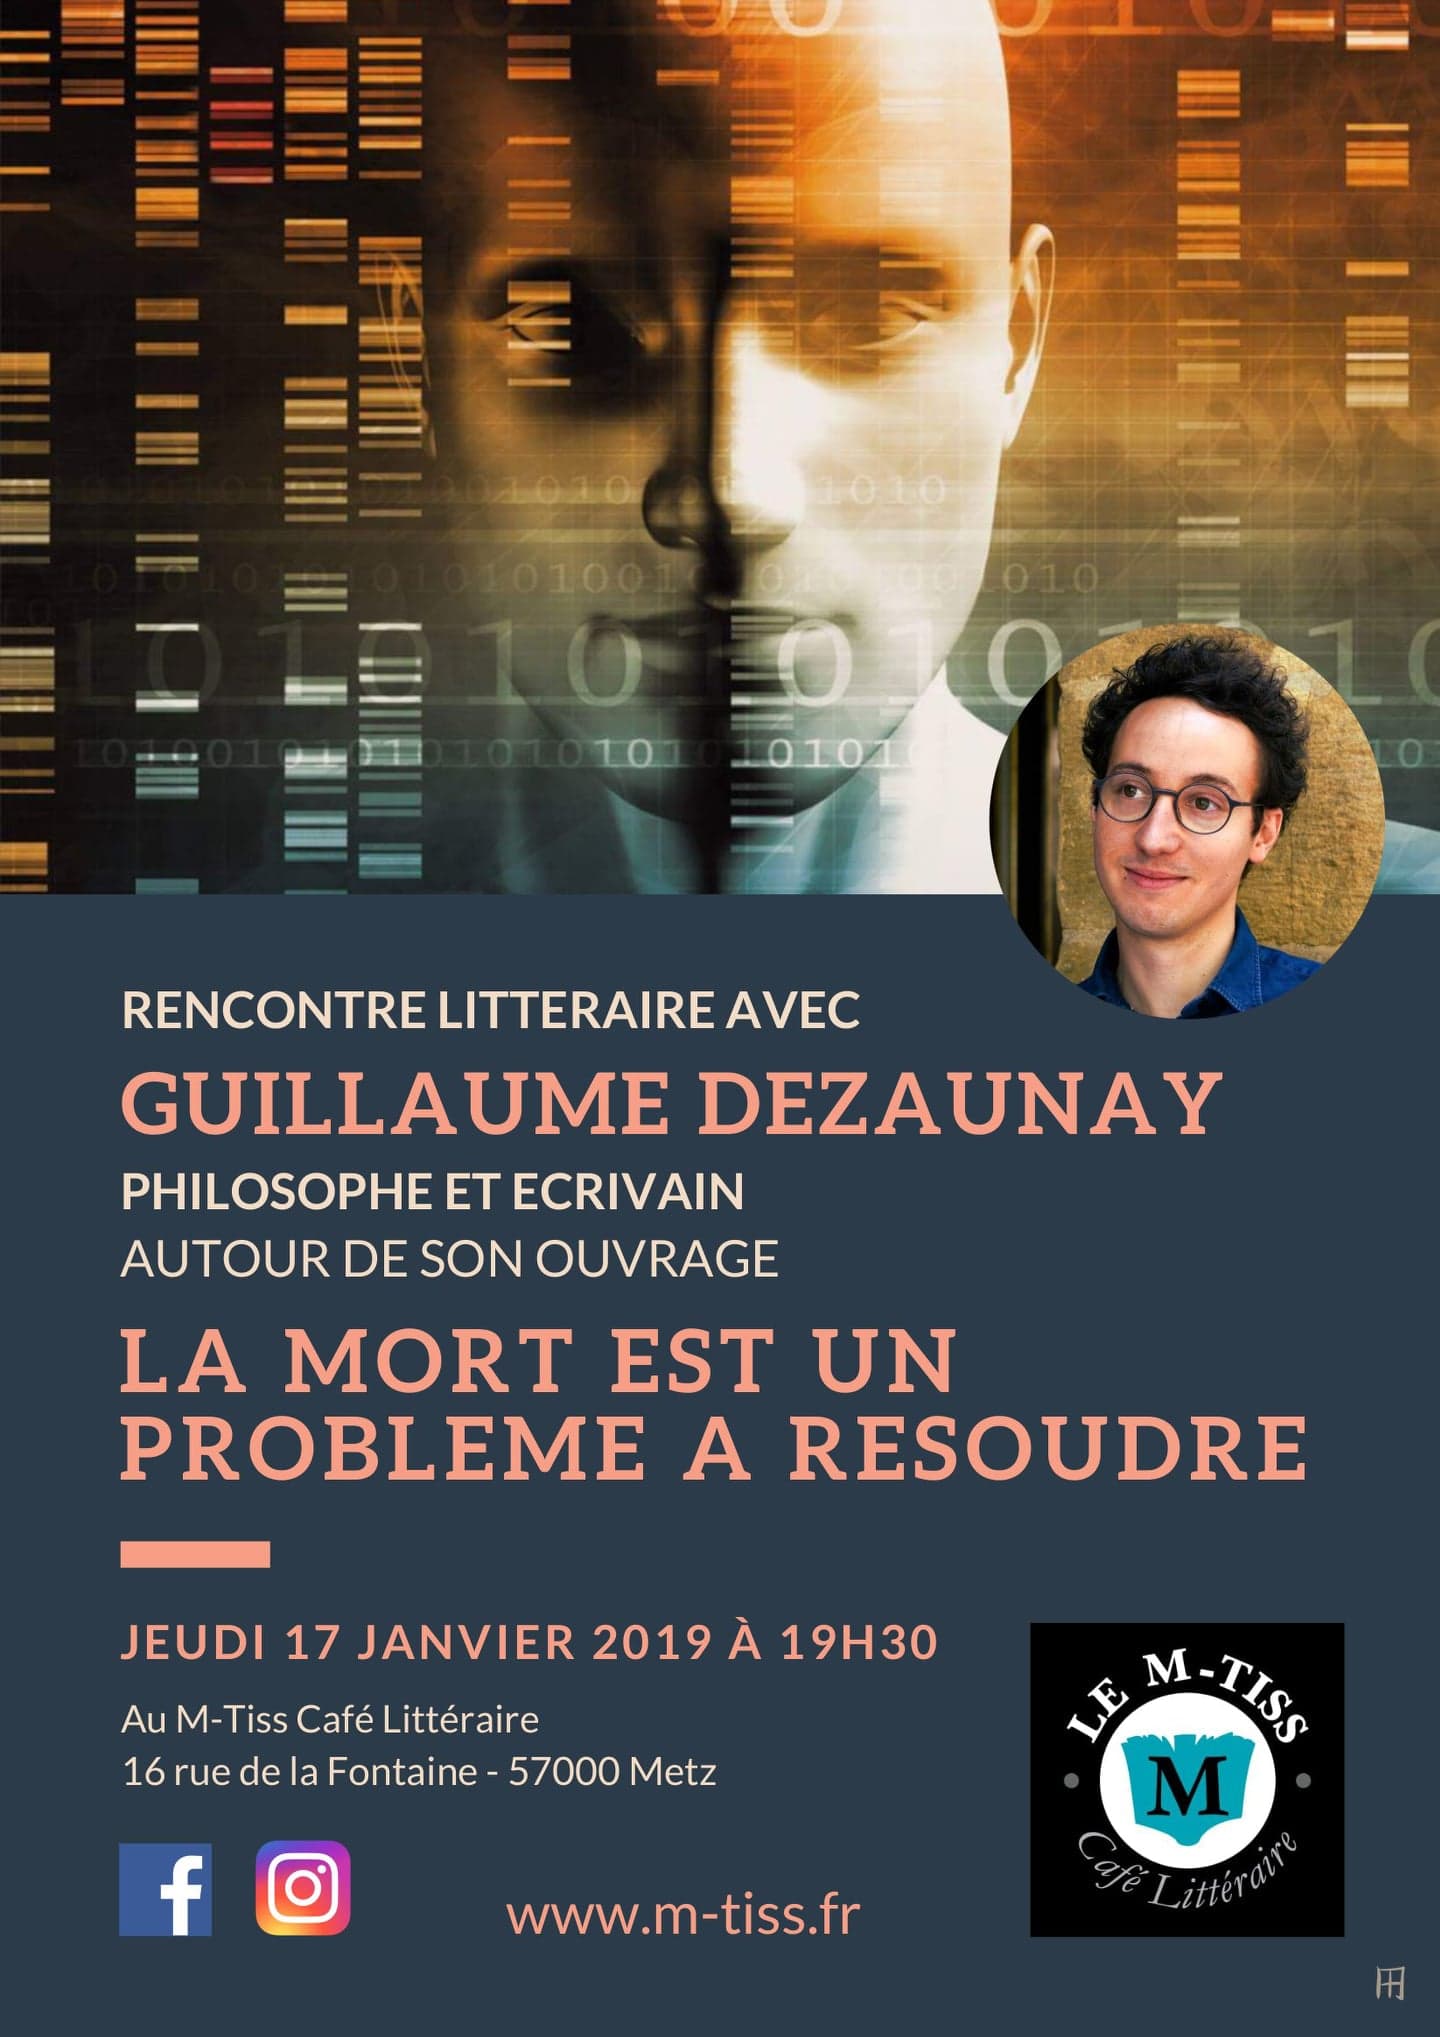 RENCONTRE LITTERAIRE AVEC
GUILLAUME DEZAUNAY
PHILOSOPHE ET ECRIVAIN
AUTOUR DE SON OUVRAGE
LA MORT EST UN
PROBLEME A RESOUDRE
JEUDI 17 JANVIER 2019 À 19H30
Au M-Tiss Café Littéraire
16 rue de la Fontaine - 57000 Metz
www.m-tiss.fr
LE M-TISS
M
Café Littéraire